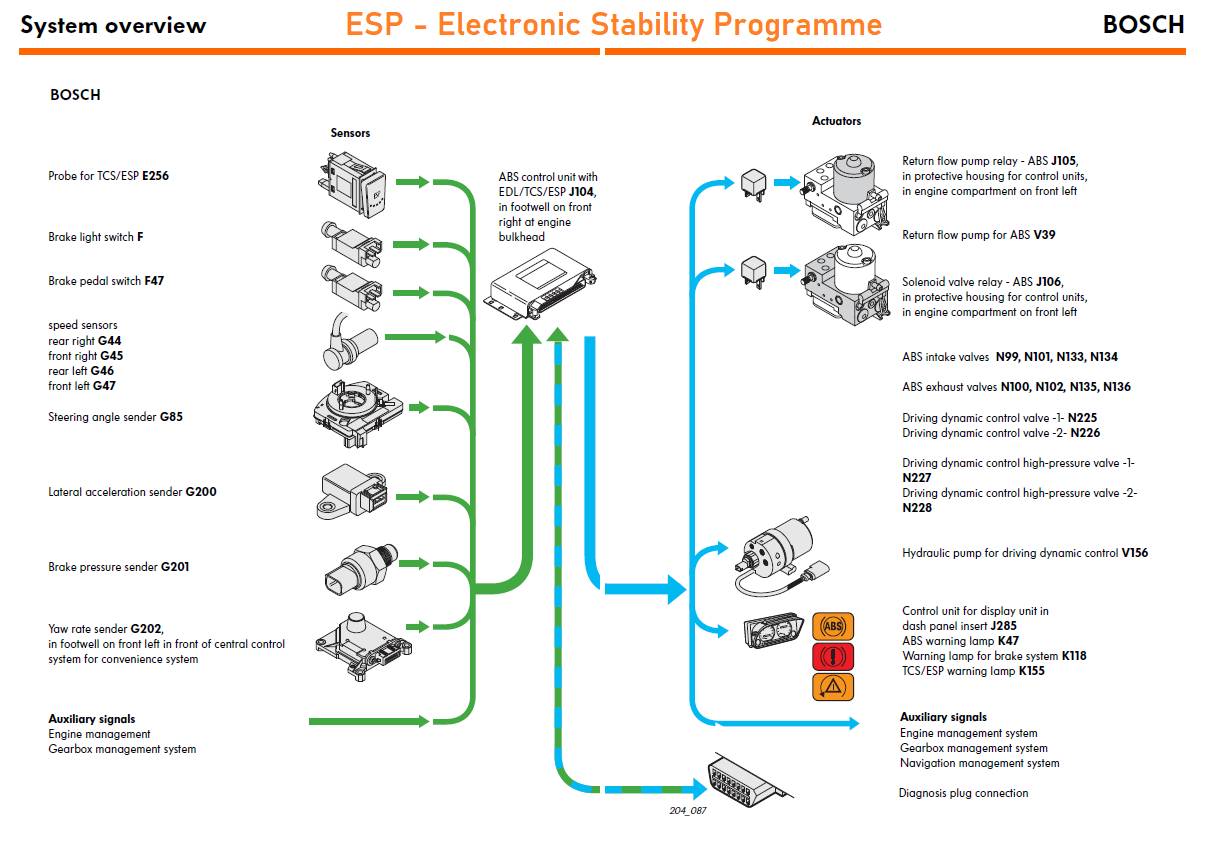 System overview
ESP - Electronic Stability Programme
BOSCH
BOSCH
Sensors
Probe for TCS/ESP E256
Brake light switch F
Brake pedal switch F47
speed sensors
rear right G44
front right G45
rear left G46
front left G47
Steering angle sender G85
Lateral acceleration sender G200
Brake pressure sender G201
Yaw rate sender G202,
in footwell on front left in front of central control
system for convenience system
Auxiliary signals
Engine management
Gearbox management system
ABS control unit with
EDL/TCS/ESP J104,
in footwell on front
right at engine
bulkhead
Actuators
Return flow pump relay - ABS J105,
in protective housing for control units,
in engine compartment on front left
Return flow pump for ABS V39
Solenoid valve relay - ABS J106,
in protective housing for control units,
in engine compartment on front left
ABS intake valves N99, N101, N133, N134
ABS exhaust valves N100, N102, N135, N136
Driving dynamic control valve -1- N225
Driving dynamic control valve -2- N226
Driving dynamic control high-pressure valve -1-
N227
Driving dynamic control high-pressure valve -2-
N228
Hydraulic pump for driving dynamic control V156
ABS
Control unit for display unit in
dash panel insert J285
ABS warning lamp K47
Warning lamp for brake system K118
TCS/ESP warning lamp K155
Auxiliary signals
Engine management system
Gearbox management system
Navigation management system
Diagnosis plug connection
204_087